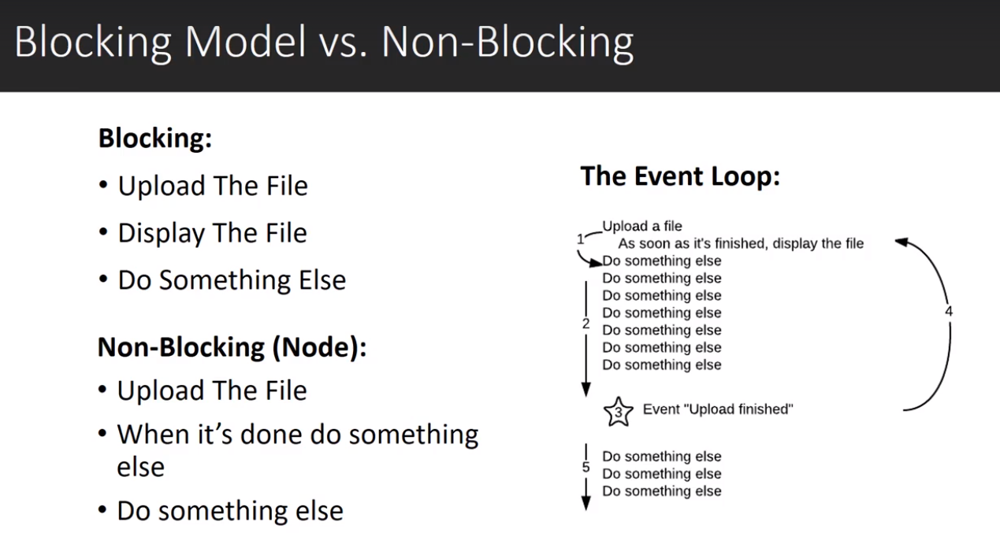 Blocking Model vs. Non-Blocking
Blocking:
• Upload The File
• Display The File
• Do Something Else
Non-Blocking (Node):
• Upload The File
• When it’s done do something
else
• Do something else
The Event Loop:
Upload a file
1
As soon as it's finished, display the file
Do something else
Do something else
Do something else
Do something else
2
Do something else
Do something else
Do something else
4
3 Event "Upload finished"
Do something else
5
Do something else
Do something else